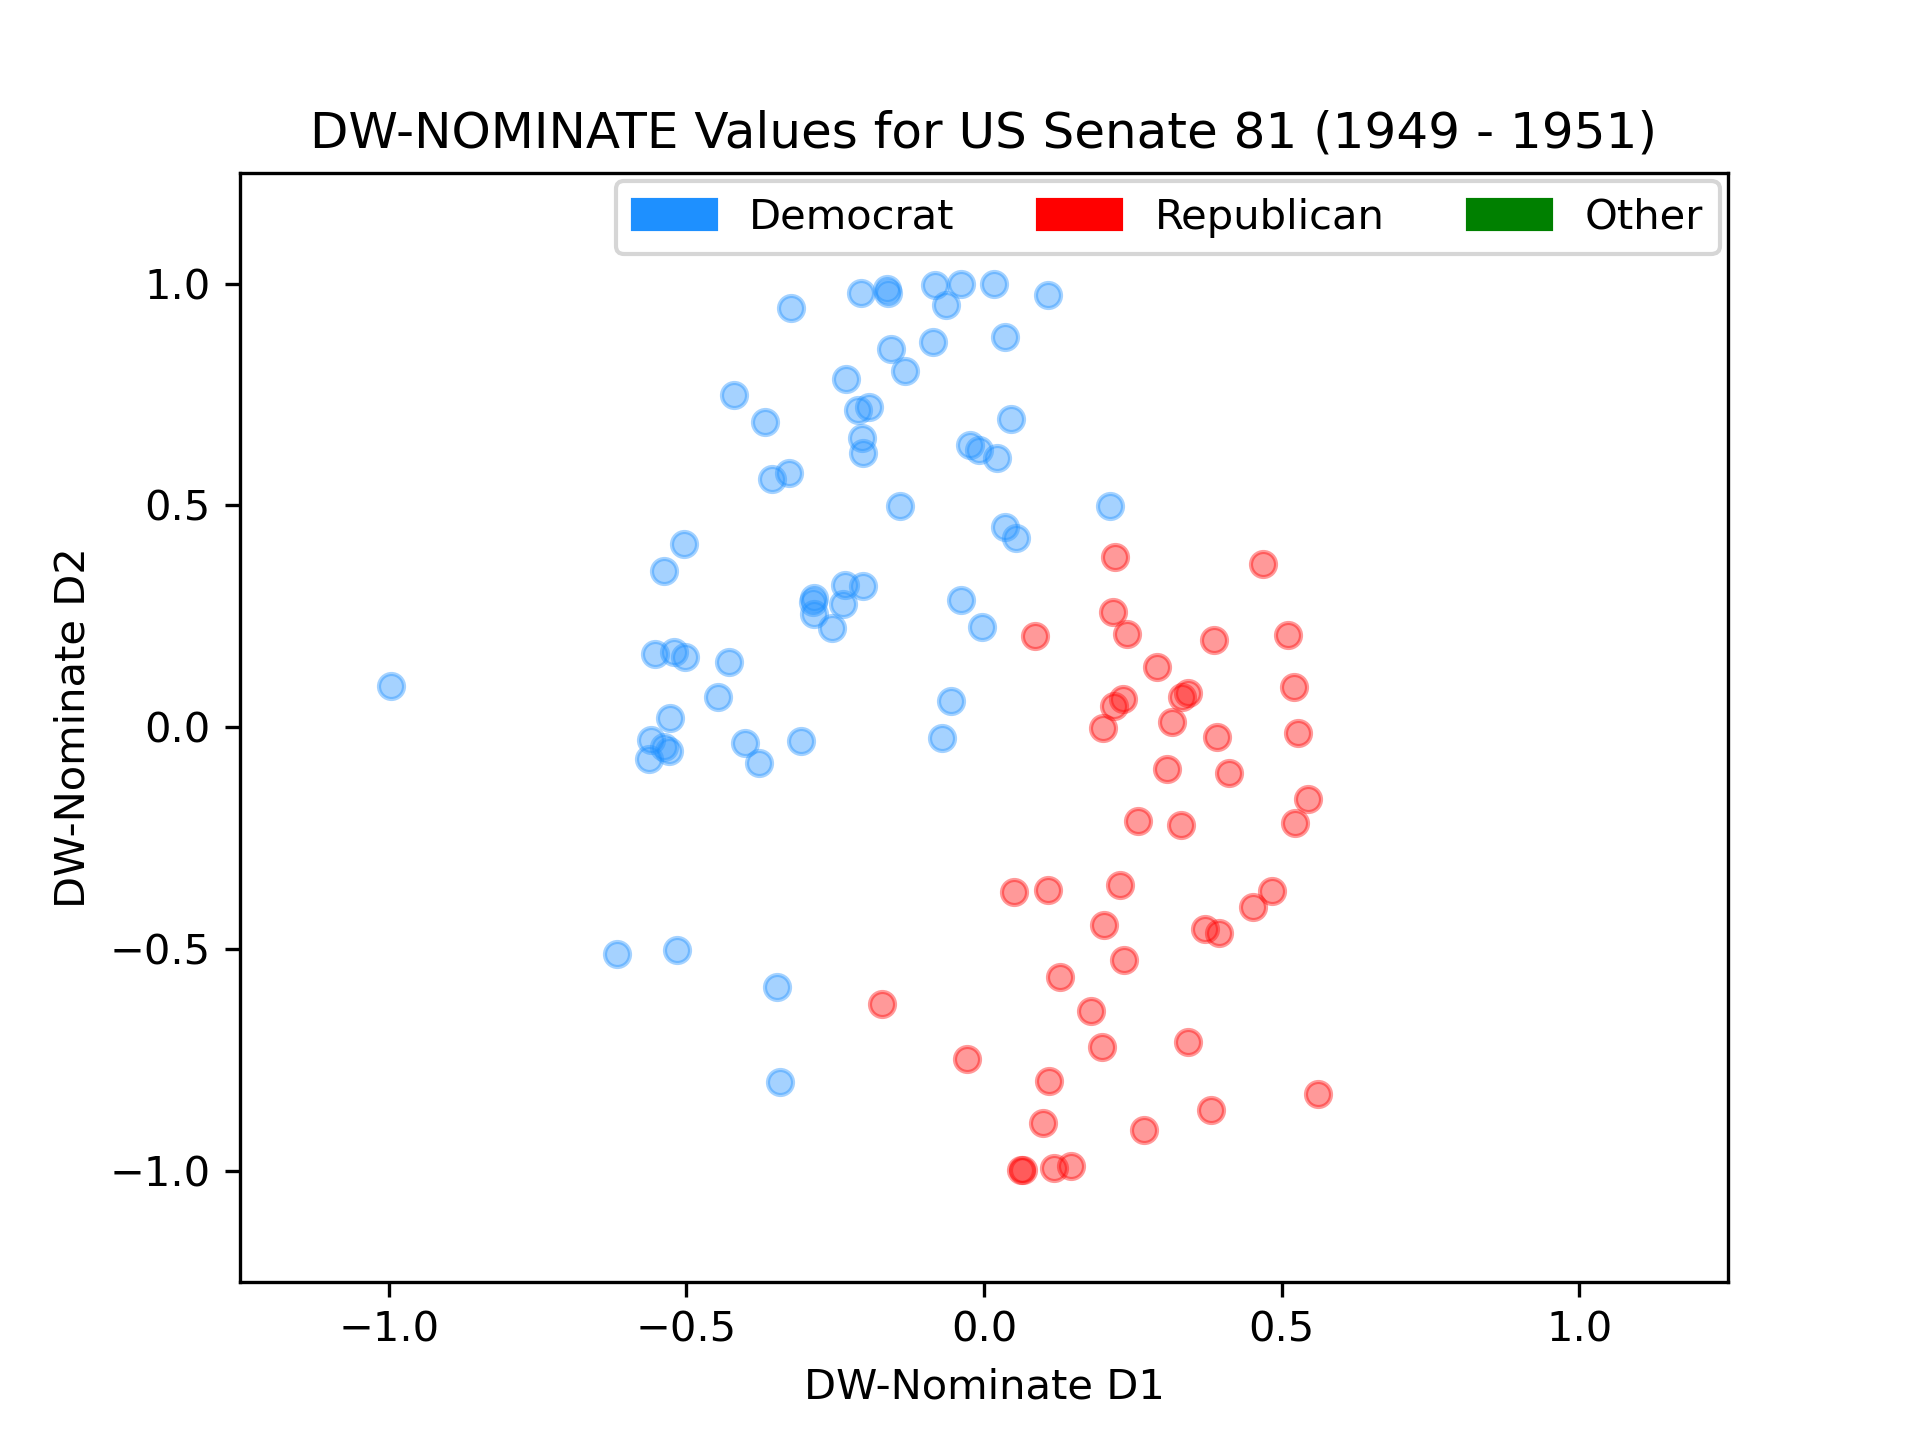 DW-NOMINATE Values for US Senate 81 (1949 - 1951)
Democrat Republican Other
1.0
0.5
0.0
−0.5
−1.0
DW-Nominate D2
−1.0 −0.5 0.0 0.5 1.0
DW-Nominate D1